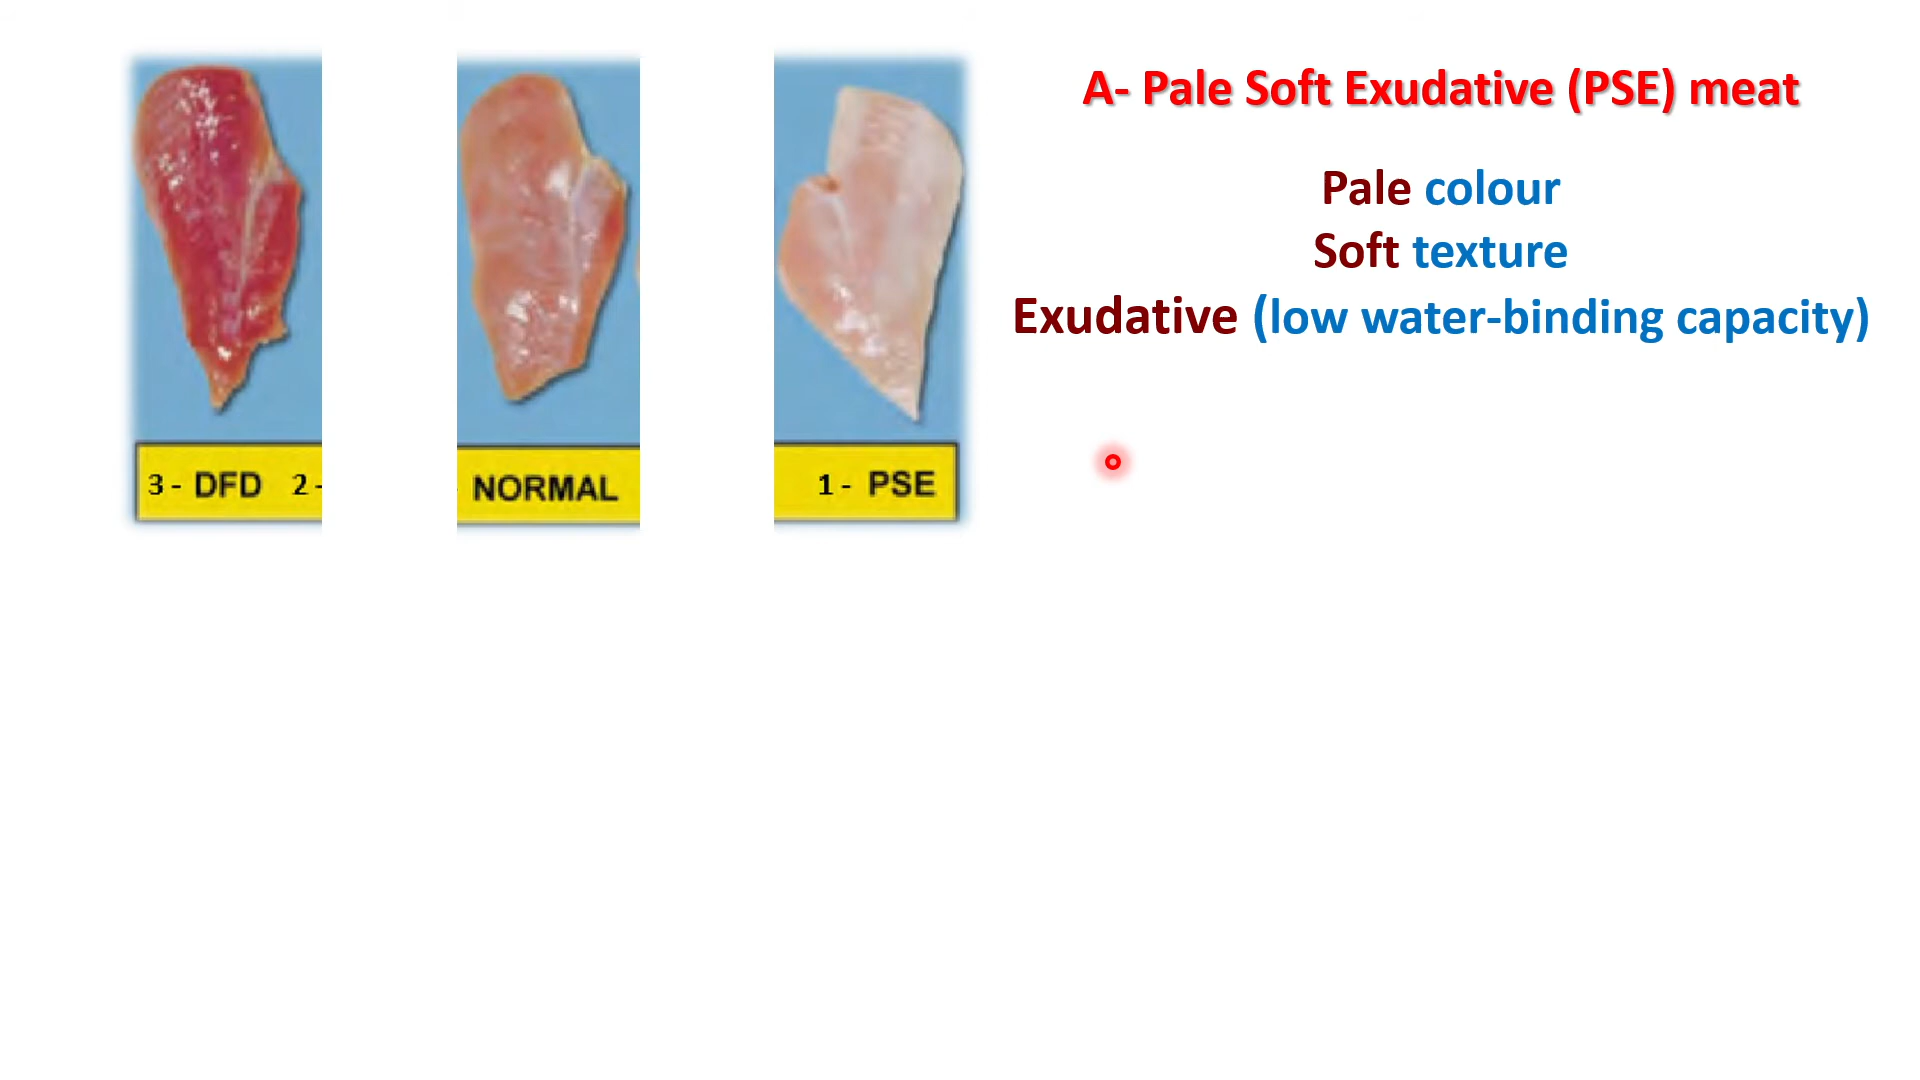 A- Pale Soft Exudative (PSE) meat
Pale colour
Soft texture
Exudative (low water-binding capacity)
3 - DFD 2 -
NORMAL
1 - PSE